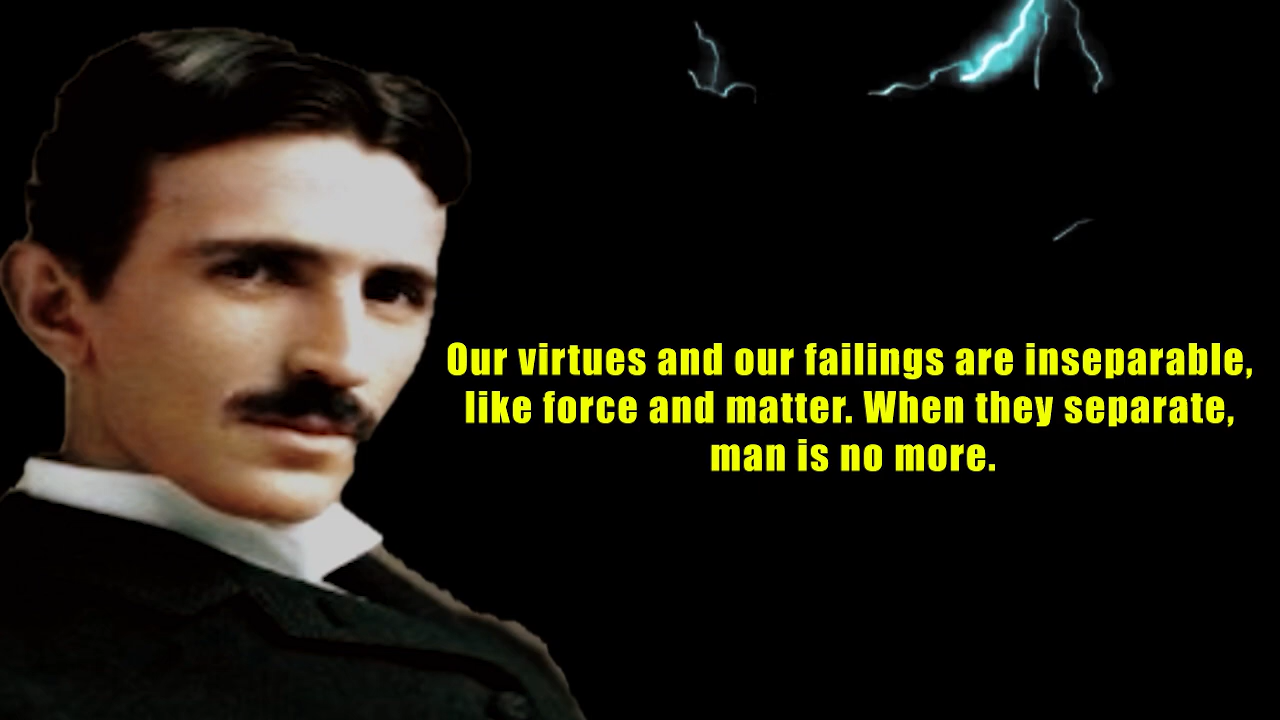 Our virtues and our failings are inseparable,
like force and matter. When they separate,
man is no more.